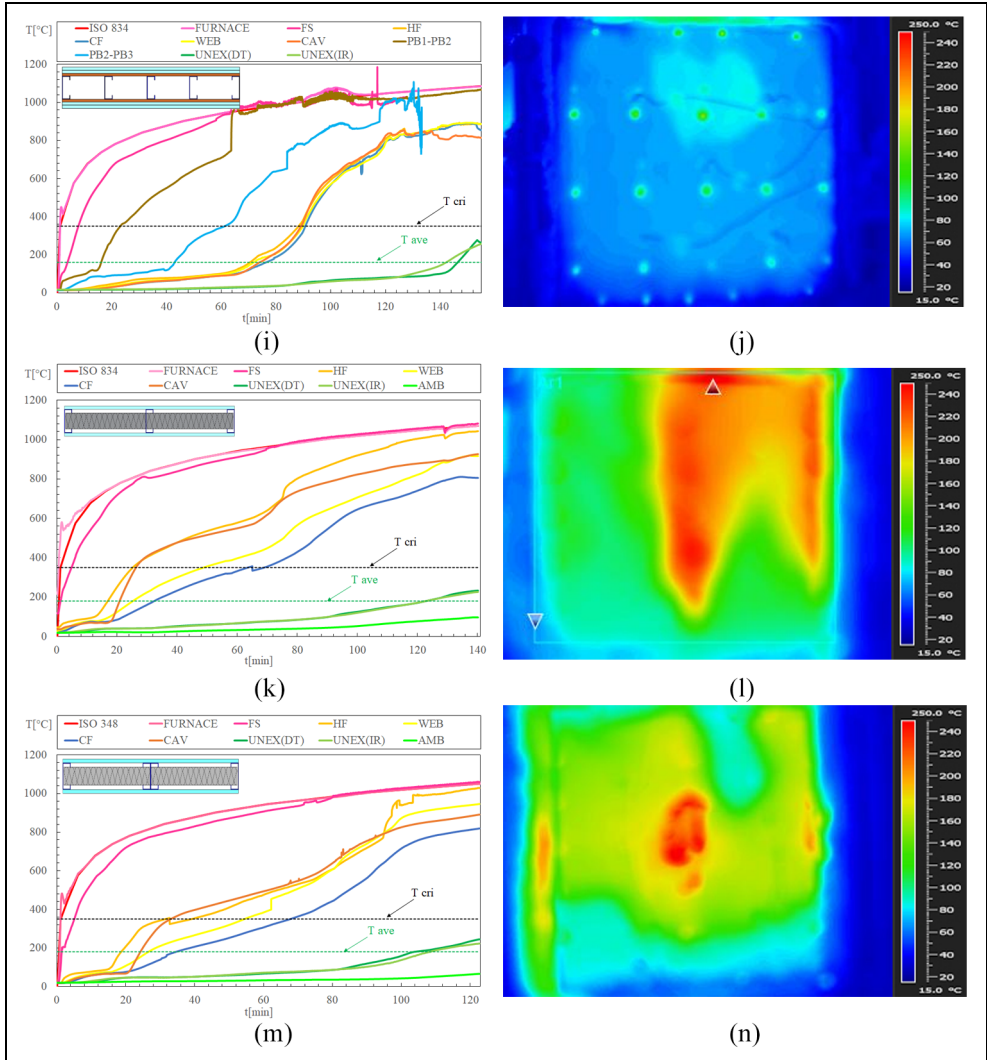 T[°C]
ISO 834 FURNACE FS HF
CF WEB CAV PB1-PB2
PB2-PB3 UNEX(DT) UNEX(IR)
1200
1000
800
600
400
200
0
T cri
T ave
0 20 40 60 80 100 120 140
t[min]
(i)
250.0 °C
240
220
200
180
160
140
120
100
80
60
40
20
15.0 °C
(j)
T[°C]
ISO 834 FURNACE FS HF WEB
CF CAV UNEX(DT) UNEX(IR) AMB
1200
1000
800
600
400
200
0
T cri
T ave
0 20 40 60 80 100 120 140
t[min]
(k)
Ar1
250.0 °C
240
220
200
180
160
140
120
100
80
60
40
20
15.0 °C
(l)
T[°C]
ISO 348 FURNACE FS HF WEB
CF CAV UNEX(DT) UNEX(IR) AMB
1200
1000
800
600
400
200
0
T cri
T ave
0 20 40 60 80 100 120
t[min]
(m)
250.0 °C
240
220
200
180
160
140
120
100
80
60
40
20
15.0 °C
(n)